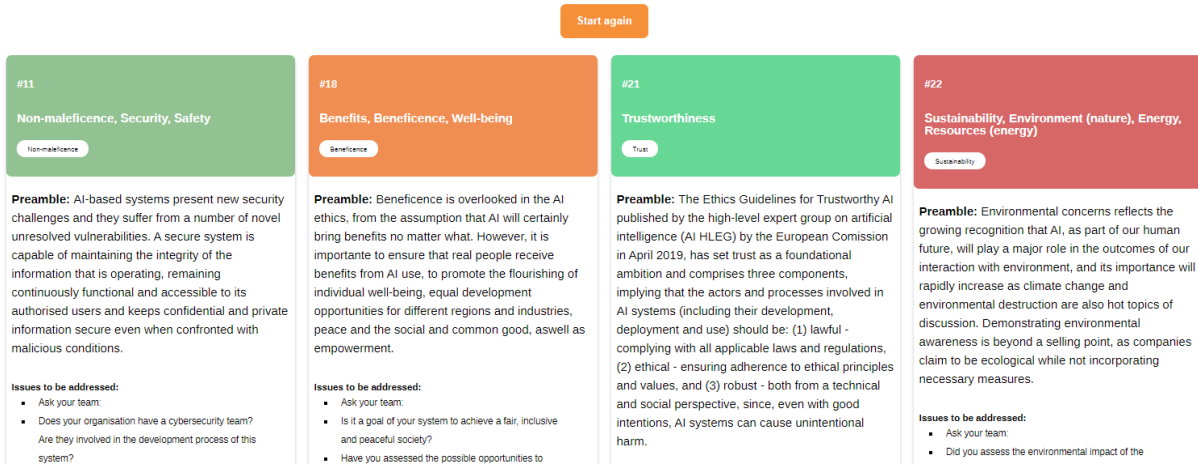 Start again
#11
Non-maleficence, Security, Safety
Non-maleficence
Preamble: AI-based systems present new security
challenges and they suffer from a number of novel
unresolved vulnerabilities. A secure system is
capable of maintaining the integrity of the
information that is operating, remaining
continuously functional and accessible to its
authorised users and keeps confidential and private
information secure even when confronted with
malicious conditions.
Issues to be addressed:
▪ Ask your team:
▪ Does your organisation have a cybersecurity team?
Are they involved in the development process of this
system?
#18
Benefits, Beneficence, Well-being
Beneficence
Preamble: Beneficence is overlooked in the AI
ethics, from the assumption that AI will certainly
bring benefits no matter what. However, it is
importante to ensure that real people receive
benefits from AI use, to promote the flourishing of
individual well-being, equal development
opportunities for different regions and industries,
peace and the social and common good, aswell as
empowerment.
Issues to be addressed:
▪ Ask your team:
▪ Is it a goal of your system to achieve a fair, inclusive
and peaceful society?
▪ Have you assessed the possible opportunities to
#21
Trustworthiness
Trust
Preamble: The Ethics Guidelines for Trustworthy AI
published by the high-level expert group on artificial
intelligence (AI HLEG) by the European Comission
in April 2019, has set trust as a foundational
ambition and comprises three components,
implying that the actors and processes involved in
AI systems (including their development,
deployment and use) should be: (1) lawful -
complying with all applicable laws and regulations,
(2) ethical - ensuring adherence to ethical principles
and values, and (3) robust - both from a technical
and social perspective, since, even with good
intentions, AI systems can cause unintentional
harm.
#22
Sustainability, Environment (nature), Energy,
Resources (energy)
Sustainability
Preamble: Environmental concerns reflects the
growing recognition that AI, as part of our human
future, will play a major role in the outcomes of our
interaction with environment, and its importance will
rapidly increase as climate change and
environmental destruction are also hot topics of
discussion. Demonstrating environmental
awareness is beyond a selling point, as companies
claim to be ecological while not incorporating
necessary measures.
Issues to be addressed:
▪ Ask your team:
▪ Did you assess the environmental impact of the